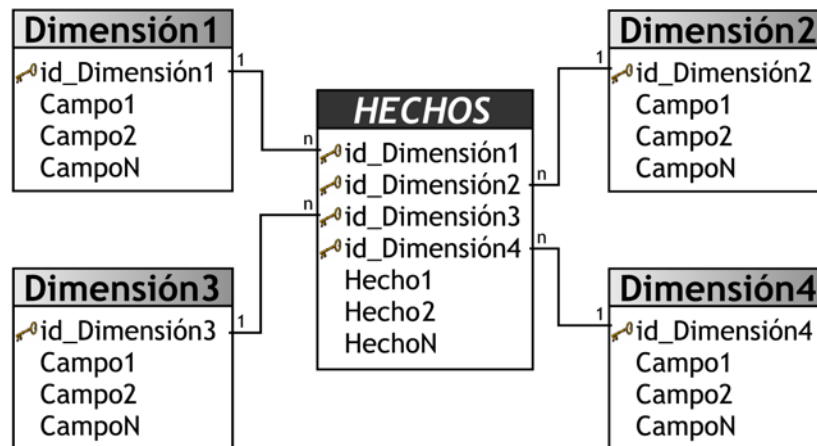 Dimensión1
id_Dimensión1
Campo1
Campo2
CampoN
1
Dimensión2
id_Dimensión2
Campo1
Campo2
CampoN
1
HECHOS
id_Dimensión1
id_Dimensión2
id_Dimensión3
id_Dimensión4
Hecho1
Hecho2
HechoN
n
n
n
n
Dimensión3
id_Dimensión3
Campo1
Campo2
CampoN
1
Dimensión4
id_Dimensión4
Campo1
Campo2
CampoN
1